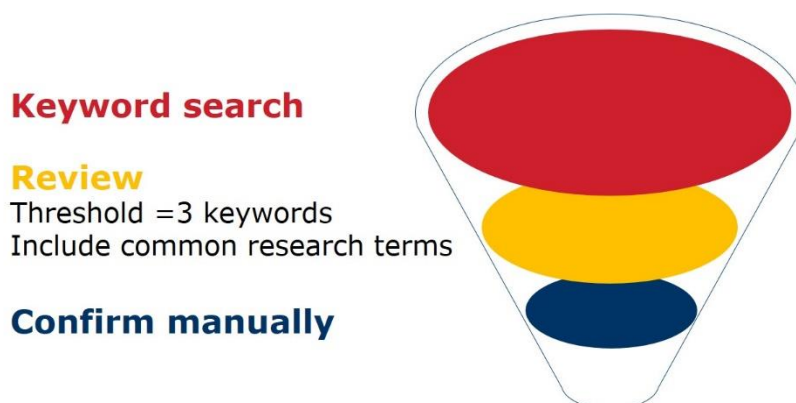 Keyword search
Review
Threshold =3 keywords
Include common research terms
Confirm manually